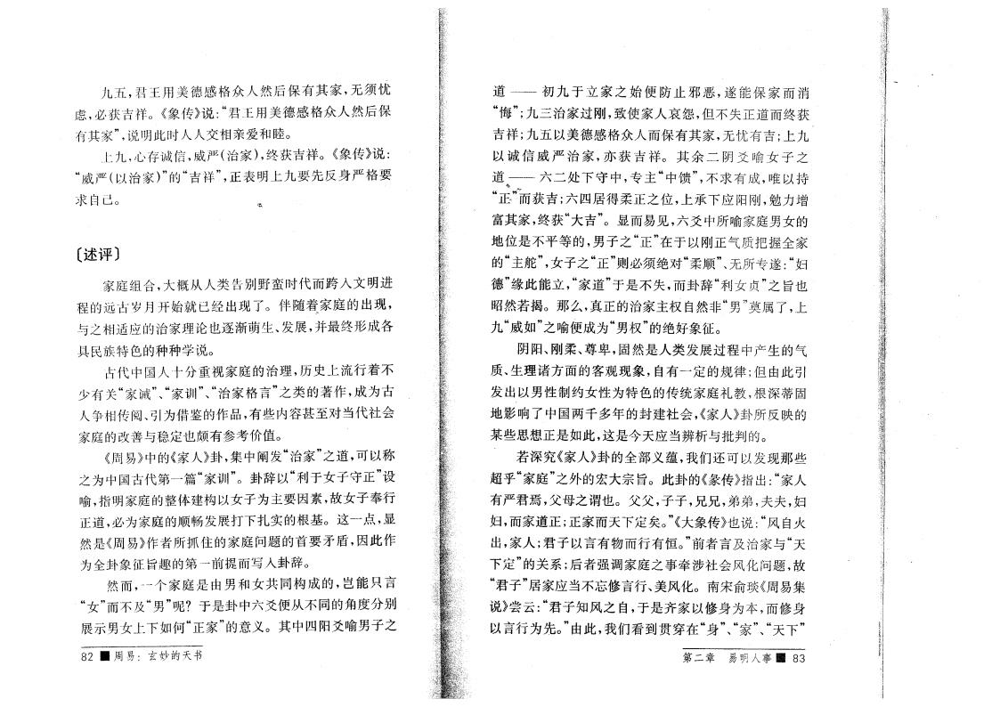 九五,君王用美德感格众人然后保有其家,无须忧
虑,必获吉祥。《象传》说:“君王用美德感格众人然后保
有其家”,说明此时人人交相亲爱和睦。
上九,心存诚信,威严(治家),终获吉祥。《象传》说:
“威严(以治家)”的“吉祥”,正表明上九要先反身严格要
求自己。
〔述评〕
家庭组合,大概从人类告别野蛮时代而跨入文明进
程的远古岁月开始就已经出现了。伴随着家庭的出现,
与之相适应的治家理论也逐渐萌生、发展,并最终形成各
具民族特色的种种学说。
古代中国人十分重视家庭的治理,历史上流行着不
少有关“家诫”、“家训”、“治家格言”之类的著作,成为古
人争相传阅、引为借鉴的作品,有些内容甚至对当代社会
家庭的改善与稳定也颇有参考价值。
《周易》中的《家人》卦,集中阐发“治家”之道,可以称
之为中国古代第一篇“家训”。卦辞以“利于女子守正”设
喻,指明家庭的整体建构以女子为主要因素,故女子奉行
正道,必为家庭的顺畅发展打下扎实的根基。这一点,显
然是《周易》作者所抓住的家庭问题的首要矛盾,因此作
为全卦象征旨趣的第一前提而写入卦辞。
然而,一个家庭是由男和女共同构成的,岂能只言
“女”而不及“男”呢?于是卦中六爻便从不同的角度分别
展示男女上下如何“正家”的意义。其中四阳爻喻男子之
82 ■ 周易:玄妙的天书
道——初九于立家之始便防止邪恶,遂能保家而消
“悔”;九三治家过刚,致使家人哀怨,但不失正道而终获
吉祥;九五以美德感格众人而保有其家,无忧有吉;上九
以诚信威严治家,亦获吉祥。其余二阴爻喻女子之
道——六二处下守中,专主“中馈”,不求有成,唯以持
“正”而获吉;六四居得柔正之位,上承下应阳刚,勉力增
富其家,终获“大吉”。显而易见,六爻中所喻家庭男女的
地位是不平等的,男子之“正”在于以刚正气质把握全家
的“主舵”,女子之“正”则必须绝对“柔顺”、无所专遂:“妇
德”缘此能立,“家道”于是不失,而卦辞“利女贞”之旨也
昭然若揭。那么,真正的治家主权自然非“男”莫属了,上
九“威如”之喻便成为“男权”的绝好象征。
阴阳、刚柔、尊卑,固然是人类发展过程中产生的气
质、生理诸方面的客观现象,自有一定的规律;但由此引
发出以男性制约女性为特色的传统家庭礼教,根深蒂固
地影响了中国两千多年的封建社会,《家人》卦所反映的
某些思想正是如此,这是今天应当辨析与批判的。
若深究《家人》卦的全部义蕴,我们还可以发现那些
超乎“家庭”之外的宏大宗旨。此卦的《彖传》指出:“家人
有严君焉,父母之谓也。父父,子子,兄兄,弟弟,夫夫,妇
妇,而家道正;正家而天下定矣。”《大象传》也说:“风自火
出,家人;君子以言有物而行有恒。”前者言及治家与“天
下定”的关系;后者强调家庭之事牵涉社会风化问题,故
“君子”居家应当不忘修言行、美风化。南宋俞琰《周易集
说》尝云:“君子知风之自,于是齐家以修身为本,而修身
以言行为先。”由此,我们看到贯穿在“身”、“家”、“天下”
第二章 易明人事 ■ 83